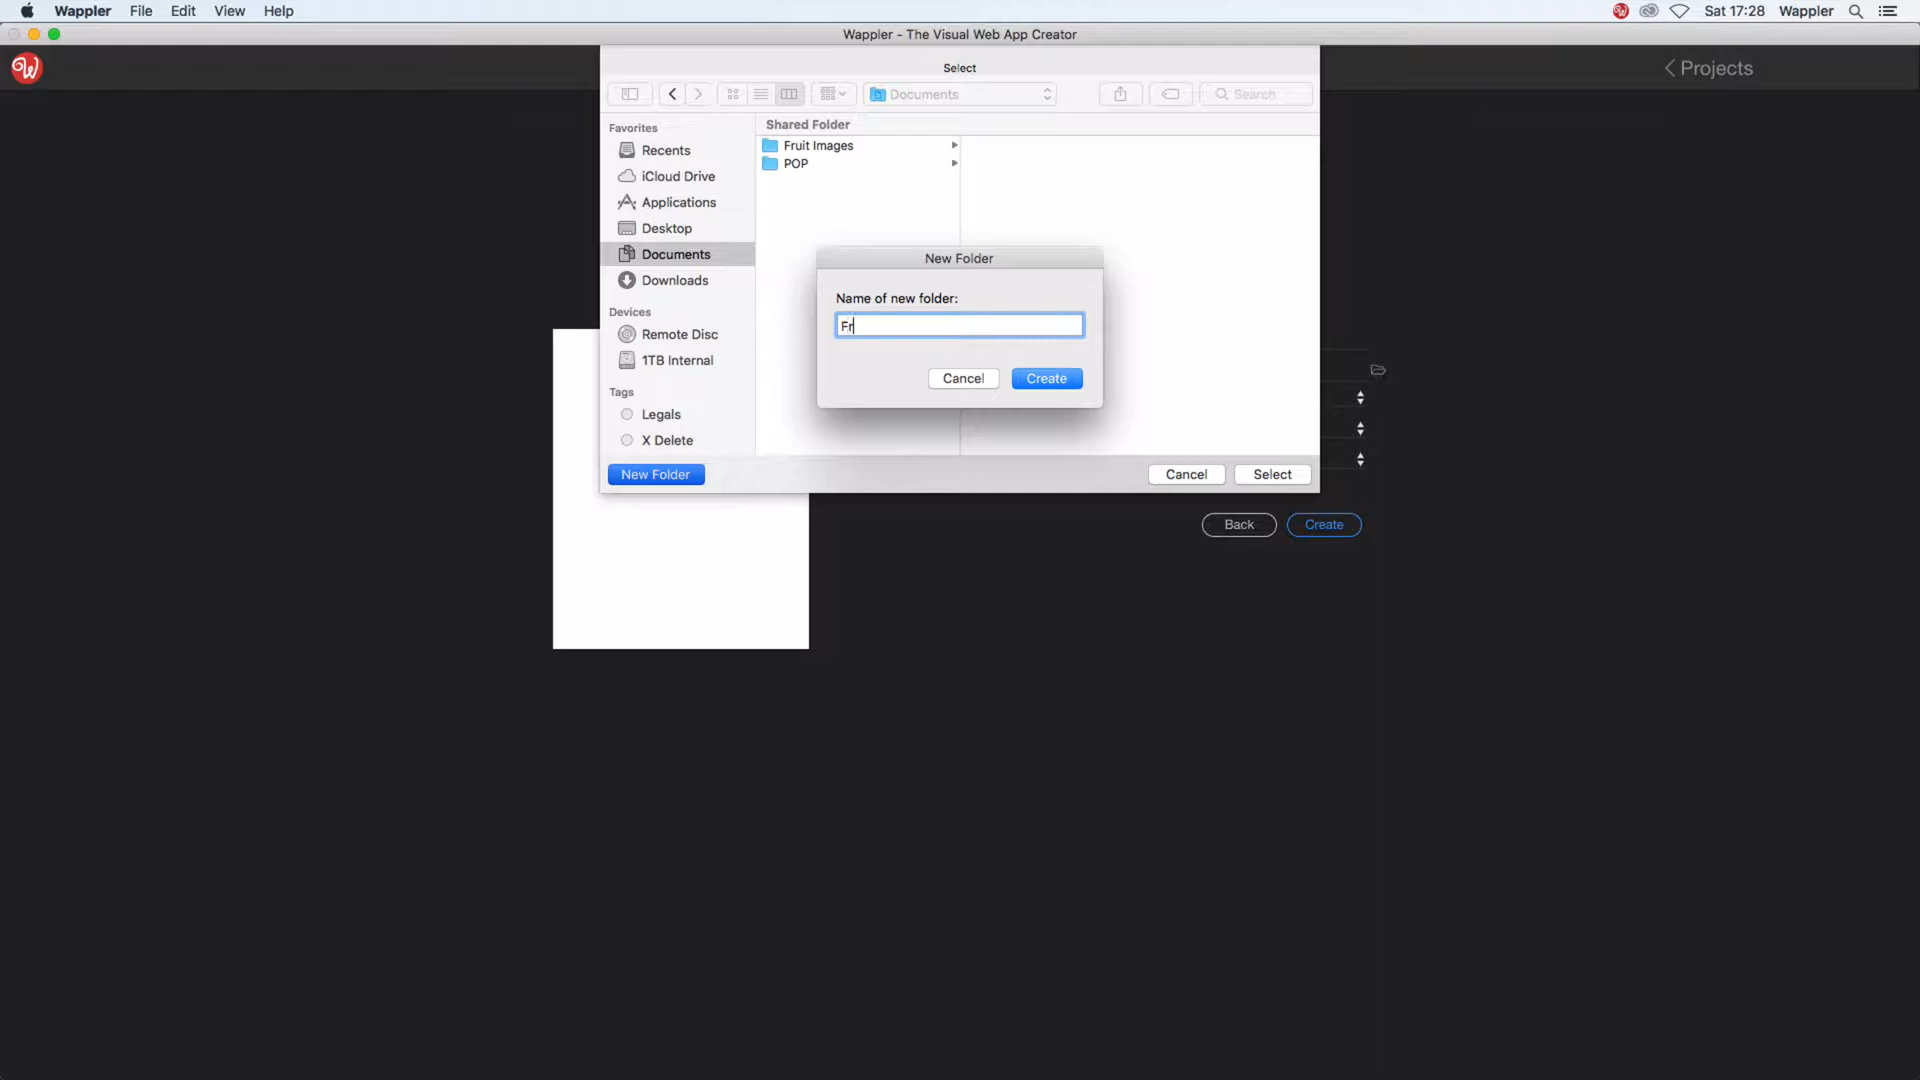 Wappler File Edit View Help Sat 17:28 Wappler
Wappler - The Visual Web App Creator
W
Projects
Select
Documents
Search
Favorites
Recents
iCloud Drive
Applications
Desktop
Documents
Downloads
Devices
Remote Disc
1TB Internal
Tags
Legals
X Delete
Shared Folder
Fruit Images
POP
New Folder
Name of new folder:
Fr
Cancel Create
New Folder Cancel Select
Back Create